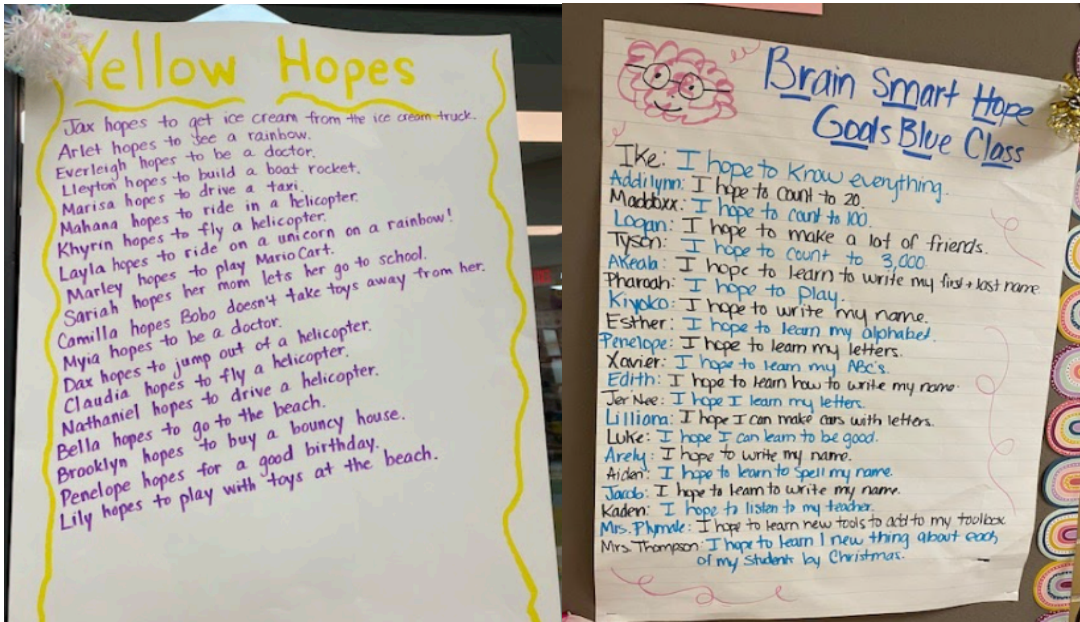 Yellow Hopes
Jax hopes to get ice cream from the ice cream truck.
Arlet hopes to see a rainbow.
Everleigh hopes to be a doctor.
Lleyton hopes to build a boat rocket.
Marisa hopes to drive a taxi.
Mahana hopes to ride in a helicopter.
Khyrin hopes to fly a helicopter.
Layla hopes to ride on a unicorn on a rainbow!
Marley hopes to play Mario Cart.
Sariah hopes her mom lets her go to school.
Camilla hopes Bobo doesn't take toys away from her.
Myia hopes to be a doctor.
Dax hopes to jump out of a helicopter.
Claudia hopes to fly a helicopter.
Nathaniel hopes to drive a helicopter.
Bella hopes to go to the beach.
Brooklyn hopes to buy a bouncy house.
Penelope hopes for a good birthday.
Lily hopes to play with toys at the beach.
Brain Smart Hope
Goals Blue Class
Ike: I hope to know everything.
Addilynn: I hope to count to 20.
Maddoxx: I hope to count to 100.
Logan: I hope to make a lot of friends.
Tyson: I hope to count to 3,000.
Akeala: I hope to learn to write my first + last name
Pharoah: I hope to play.
Kiyoko: I hope to write my name.
Esther: I hope to learn my alphabet.
Penelope: I hope to learn my letters.
Xavier: I hope to learn my ABC's.
Edith: I hope to learn how to write my name.
Jer'Nee: I hope I learn my letters.
Lilliana: I hope I can make cars with letters.
Luke: I hope I can learn to be good.
Arely: I hope to write my name.
Aiden: I hope to learn to spell my name.
Jacob: I hope to learn to write my name.
Kaden: I hope to listen to my teacher.
Mrs. Plymale: I hope to learn new tools to add to my toolbox
Mrs. Thompson: I hope to learn 1 new thing about each
of my students by Christmas.